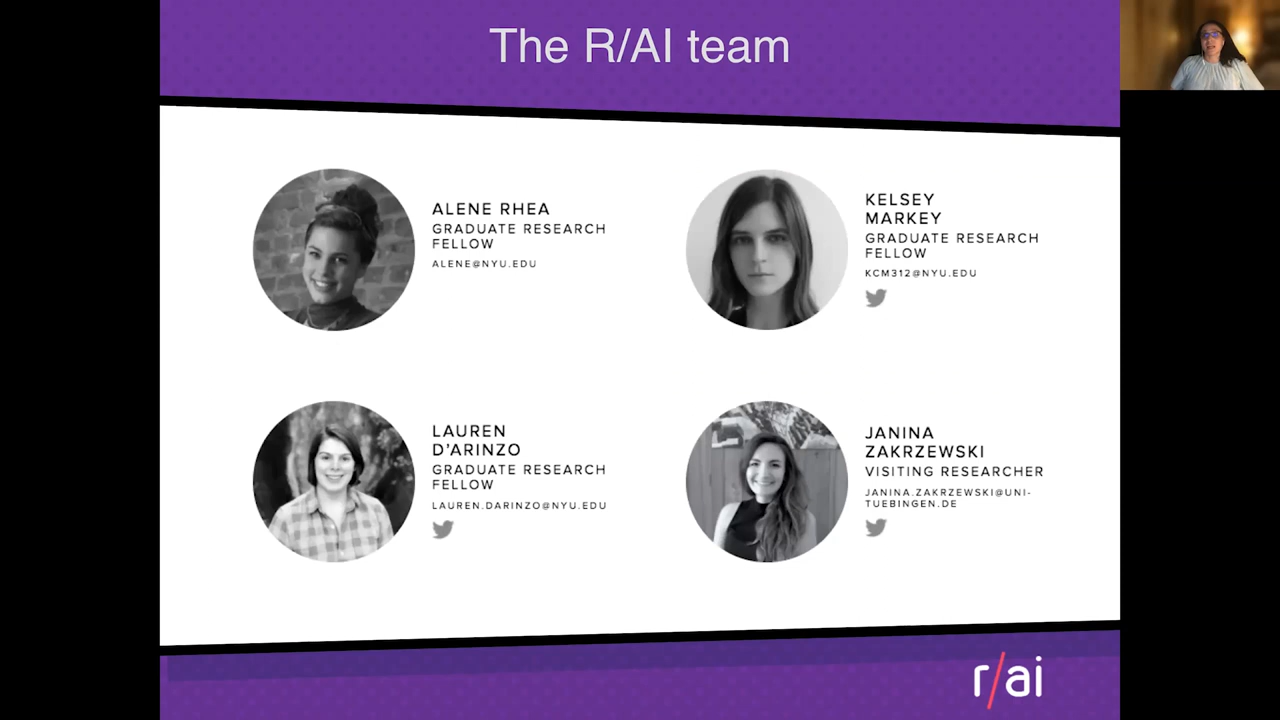 The R/AI team
ALENE RHEA
GRADUATE RESEARCH
FELLOW
ALENE@NYU.EDU
KELSEY
MARKEY
GRADUATE RESEARCH
FELLOW
KCM312@NYU.EDU
LAUREN
D'ARINZO
GRADUATE RESEARCH
FELLOW
LAUREN.DARINZO@NYU.EDU
JANINA
ZAKRZEWSKI
VISITING RESEARCHER
JANINA.ZAKRZEWSKI@UNI-
TUEBINGEN.DE
r/ai